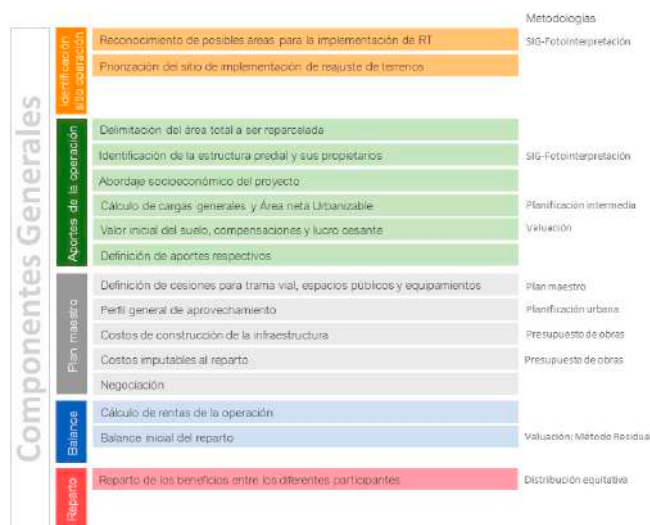 Metodologías
Componentes Generales
Identificación
sitio operación
Reconocimiento de posibles áreas para la implementación de RT
SIG-Fotointerpretación
Priorización del sitio de implementación de reajuste de terrenos
Aportes de la operación
Delimitación del área total a ser reparcelada
Identificación de la estructura predial y sus propietarios
SIG-Fotointerpretación
Abordaje socioeconómico del proyecto
Cálculo de cargas generales y Área neta Urbanizable
Planificación intermedia
Valor inicial del suelo, compensaciones y lucro cesante
Valuación
Definición de aportes respectivos
Plan maestro
Definición de cesiones para trama vial, espacios públicos y equipamientos
Plan maestro
Perfil general de aprovechamiento
Planificación urbana
Costos de construcción de la infraestructura
Presupuesto de obras
Costos imputables al reparto
Presupuesto de obras
Negociación
Balance
Cálculo de rentas de la operación
Balance inicial del reparto
Valuación: Método Residual
Reparto
Reparto de los beneficios entre los diferentes participantes
Distribución equitativa